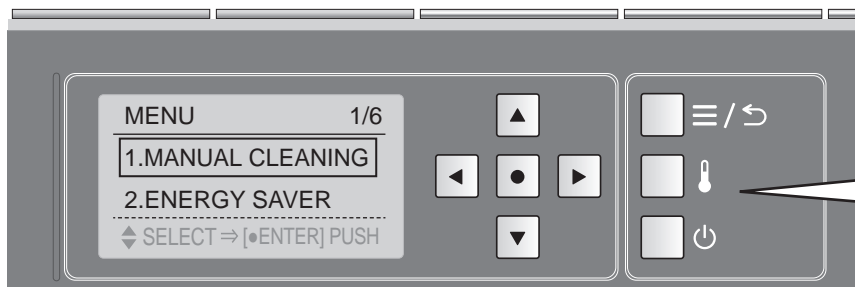 MENU 1/6
1.MANUAL CLEANING
2.ENERGY SAVER
SELECT⇒[●ENTER] PUSH